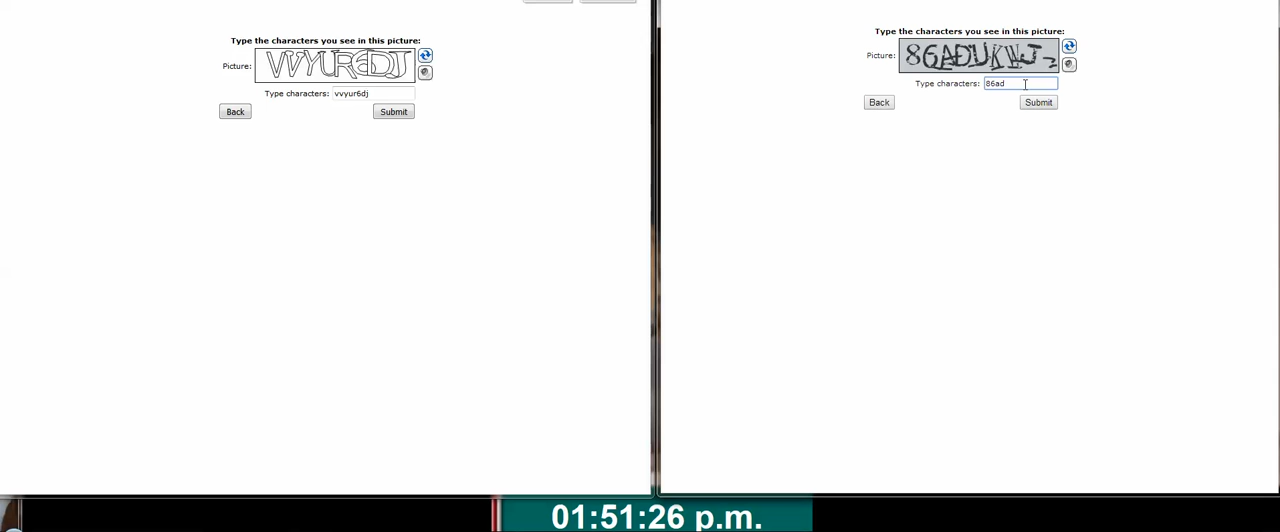 Type the characters you see in this picture:
Picture:
Type characters: vvyur6dj
Back Submit
Type the characters you see in this picture:
Picture:
Type characters: 86ad
Back Submit
01:51:26 p.m.